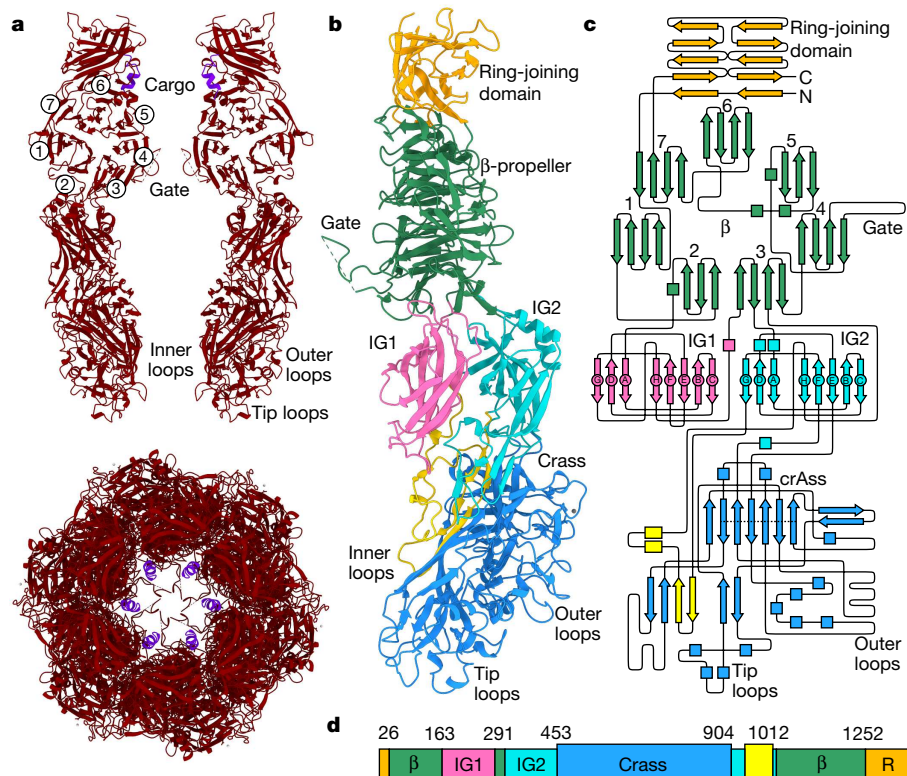 a
Cargo
6
7
5
1
4
2
3
Gate
Inner
loops
Outer
loops
Tip loops
b
Ring-joining
domain
β-propeller
Gate
IG2
IG1
Crass
Inner
loops
Outer
loops
Tip
loops
c
Ring-joining
domain
C
N
6
7
5
1
β
4
Gate
2
3
IG1
IG2
G D A
H F E B C
G D A
H F E B C
crAss
Outer
loops
Tip
loops
d
26 163 291 453 904 1012 1252
β IG1 IG2 Crass β R